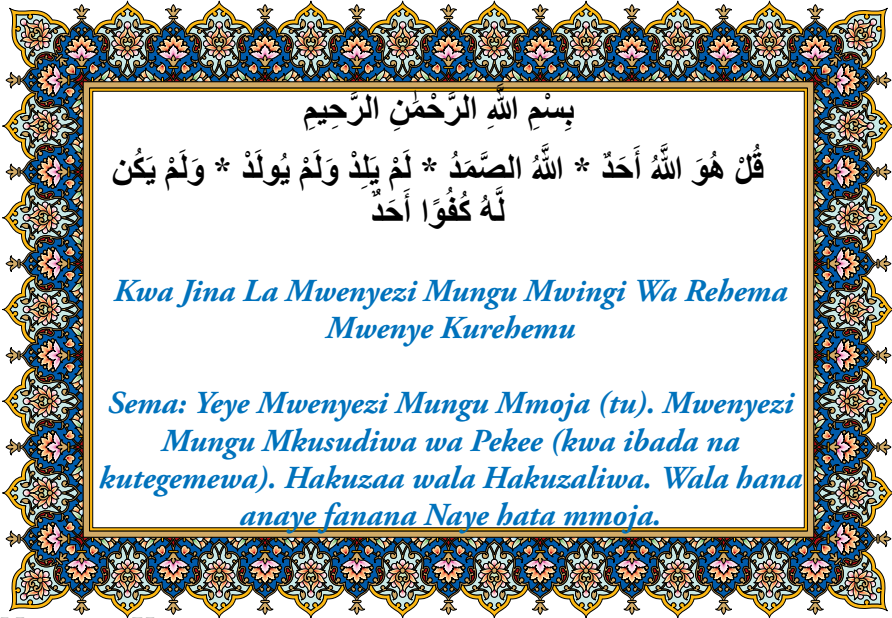 بِسْمِ اللَّهِ الرَّحْمَٰنِ الرَّحِيمِ
قُلْ هُوَ اللَّهُ أَحَدٌ * اللَّهُ الصَّمَدُ * لَمْ يَلِدْ وَلَمْ يُولَدْ * وَلَمْ يَكُن
لَّهُ كُفُوًا أَحَدٌ
Kwa Jina La Mwenyezi Mungu Mwingi Wa Rehema
Mwenye Kurehemu
Sema: Yeye Mwenyezi Mungu Mmoja (tu). Mwenyezi
Mungu Mkusudiwa wa Pekee (kwa ibada na
kutegemewa). Hakuzaa wala Hakuzaliwa. Wala hana
anaye fanana Naye hata mmoja.